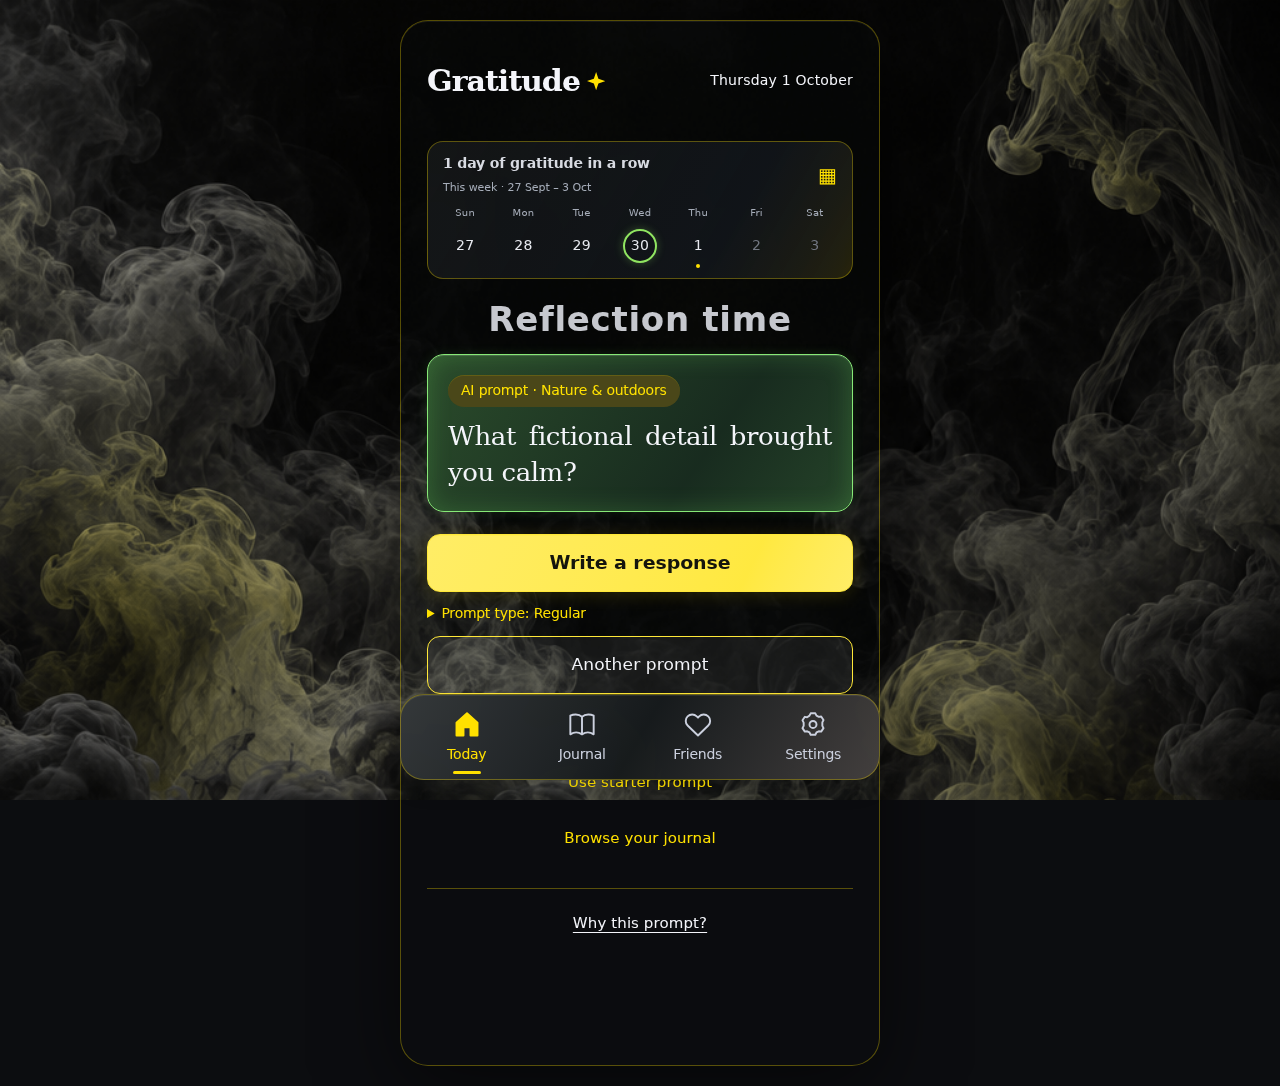 Gratitude
Thursday 1 October
1 day of gratitude in a row
This week · 27 Sept – 3 Oct
Sun Mon Tue Wed Thu Fri Sat
27 28 29 30 1 2 3
Reflection time
AI prompt · Nature & outdoors
What fictional detail brought
you calm?
Write a response
Prompt type: Regular
Another prompt
Today Journal Friends Settings
Use starter prompt
Browse your journal
Why this prompt?